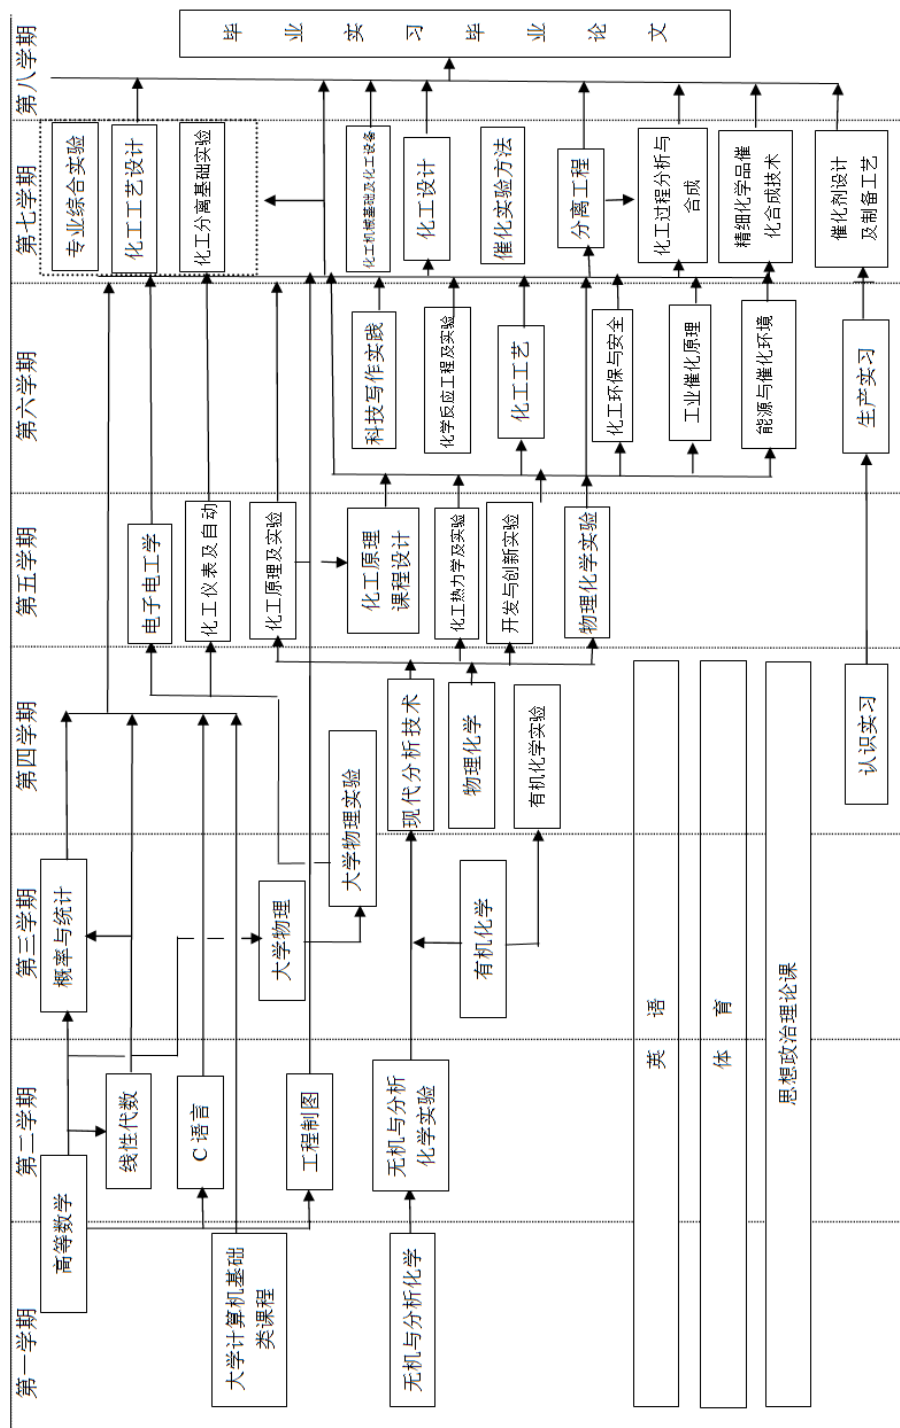 第一学期
第二学期
第三学期
第四学期
第五学期
第六学期
第七学期
第八学期
高等数学
大学计算机基础
类课程
无机与分析化学
线性代数
C 语言
工程制图
无机与分析
化学实验
概率与统计
大学物理
大学物理实验
有机化学
现代分析技术
物理化学
有机化学实验
认识实习
电子电工学
化工仪表及自动
化工原理及实验
化工原理
课程设计
化工热力学及实验
开发与创新实验
物理化学实验
科技写作实践
化学反应工程及实验
化工工艺
化工环保与安全
工业催化原理
能源与催化环境
生产实习
专业综合实验
化工工艺设计
化工分离基础实验
化工机械基础及化工设备
化工设计
催化实验方法
分离工程
化工过程分析与
合成
精细化学品催
化合成技术
催化剂设计
及制备工艺
毕业实习毕业论文
英语
体育
思想政治理论课